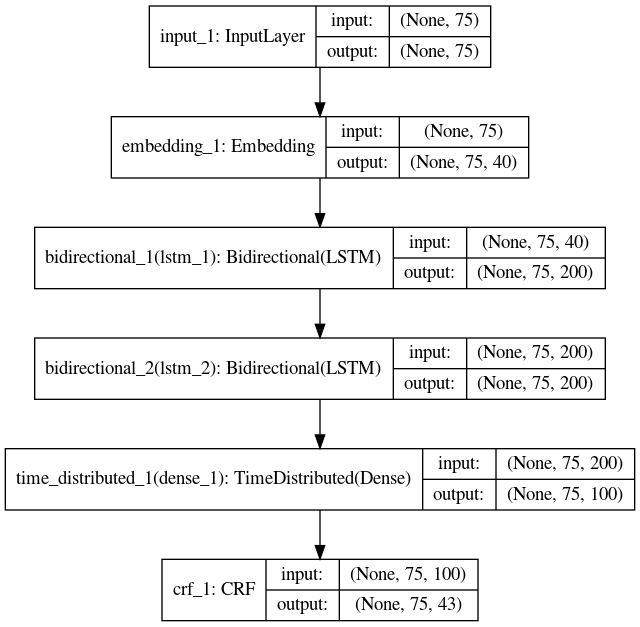 input_1: InputLayer
input: (None, 75)
output: (None, 75)
embedding_1: Embedding
input: (None, 75)
output: (None, 75, 40)
bidirectional_1(lstm_1): Bidirectional(LSTM)
input: (None, 75, 40)
output: (None, 75, 200)
bidirectional_2(lstm_2): Bidirectional(LSTM)
input: (None, 75, 200)
output: (None, 75, 200)
time_distributed_1(dense_1): TimeDistributed(Dense)
input: (None, 75, 200)
output: (None, 75, 100)
crf_1: CRF
input: (None, 75, 100)
output: (None, 75, 43)